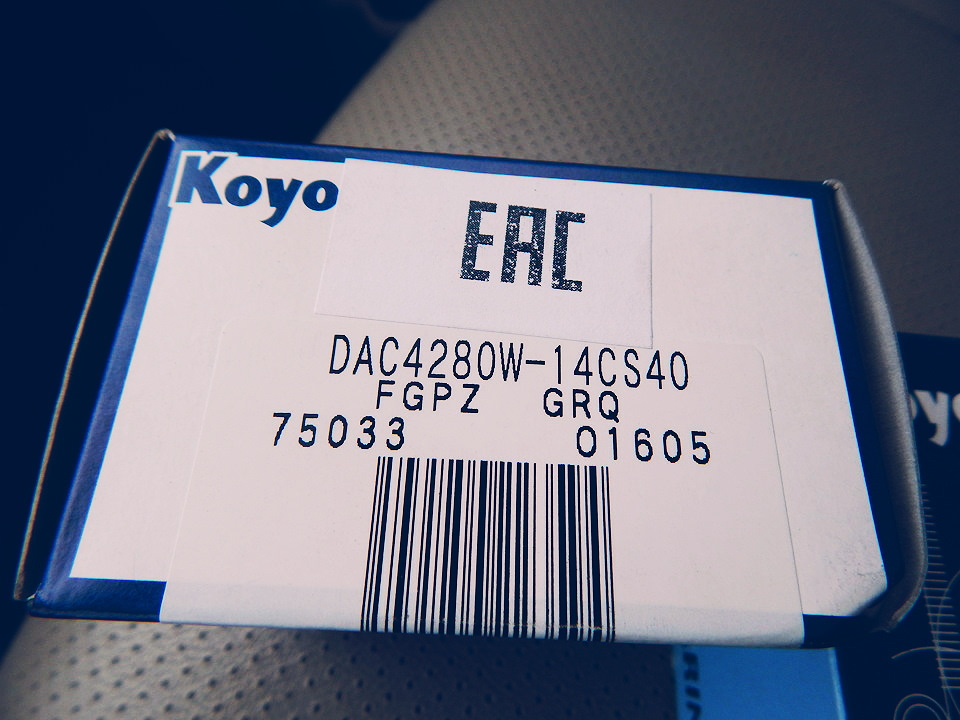 Koyo
EAC
DAC4280W-14CS40
FGPZ GRQ
75033 01605